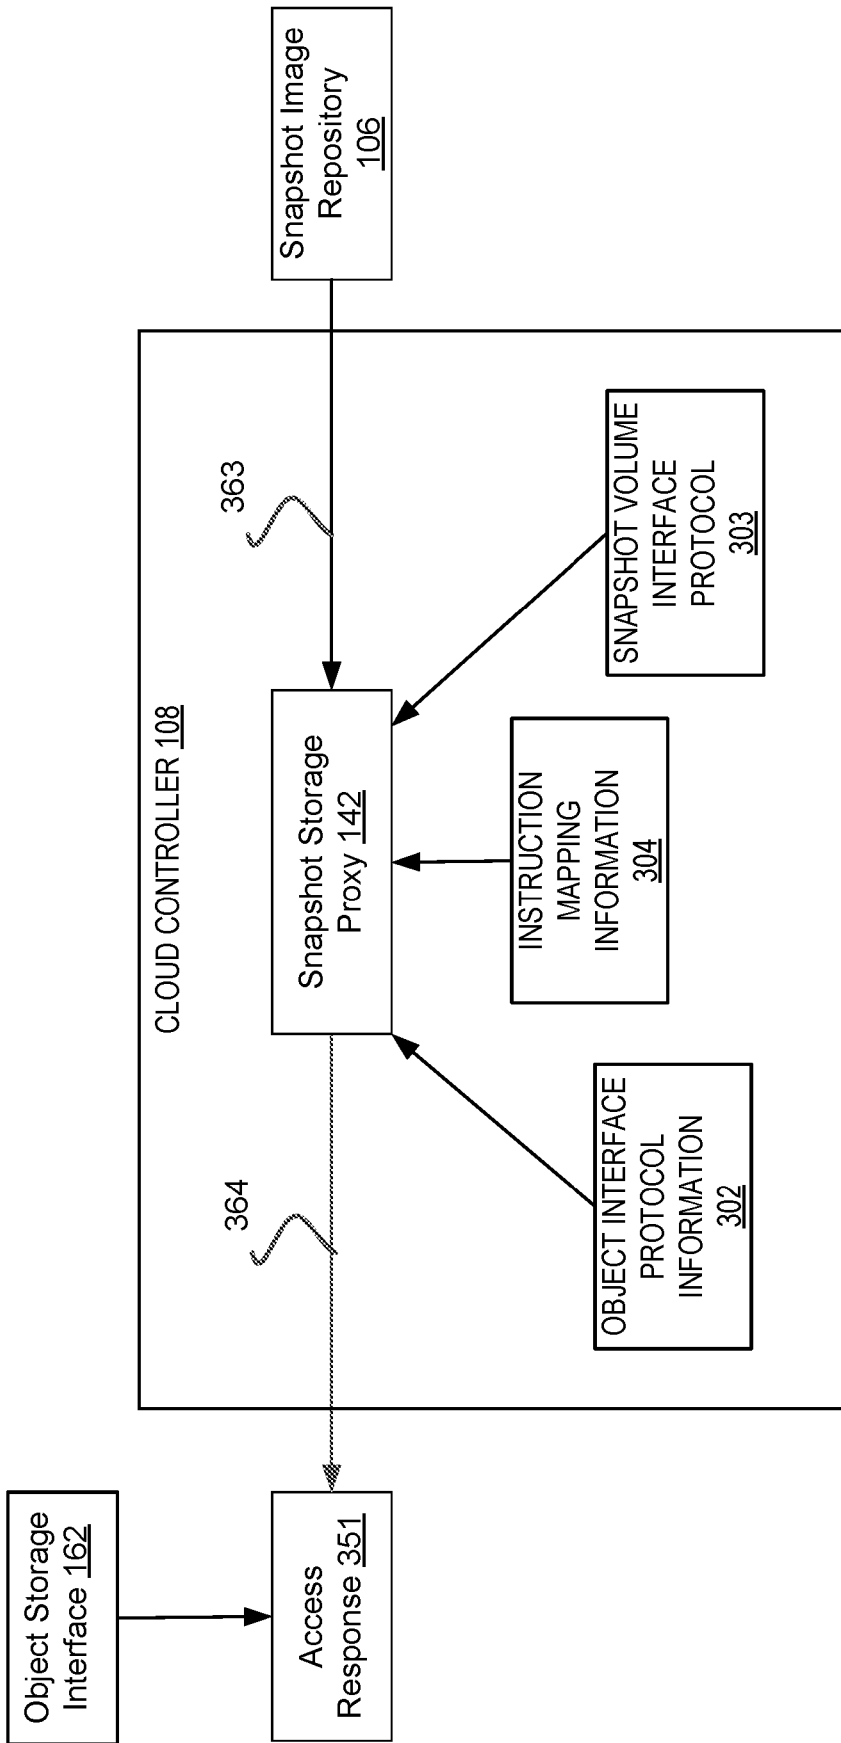 Object Storage
Interface 162
Access
Response 351
364
CLOUD CONTROLLER 108
Snapshot Storage
Proxy 142
363
Snapshot Image
Repository
106
OBJECT INTERFACE
PROTOCOL
INFORMATION
302
INSTRUCTION
MAPPING
INFORMATION
304
SNAPSHOT VOLUME
INTERFACE
PROTOCOL
303